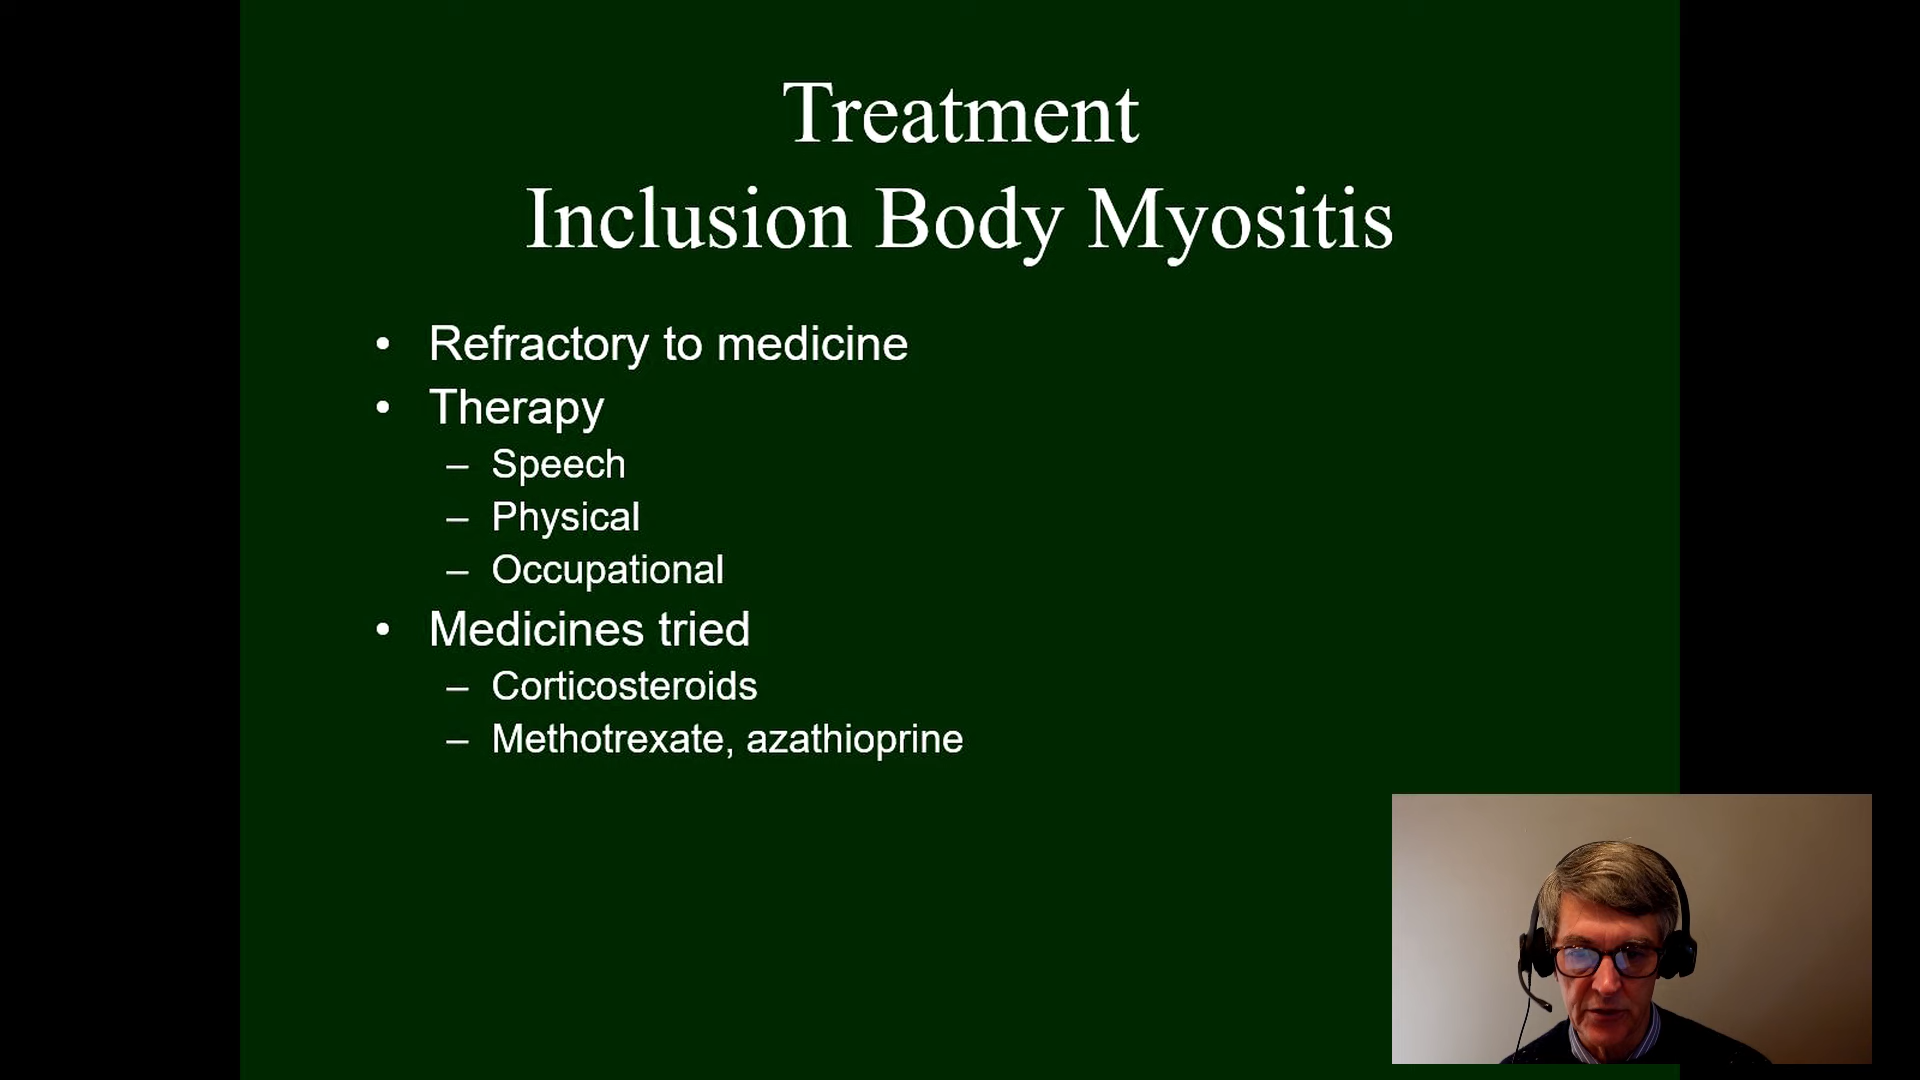 Treatment
Inclusion Body Myositis
• Refractory to medicine
• Therapy
– Speech
– Physical
– Occupational
• Medicines tried
– Corticosteroids
– Methotrexate, azathioprine